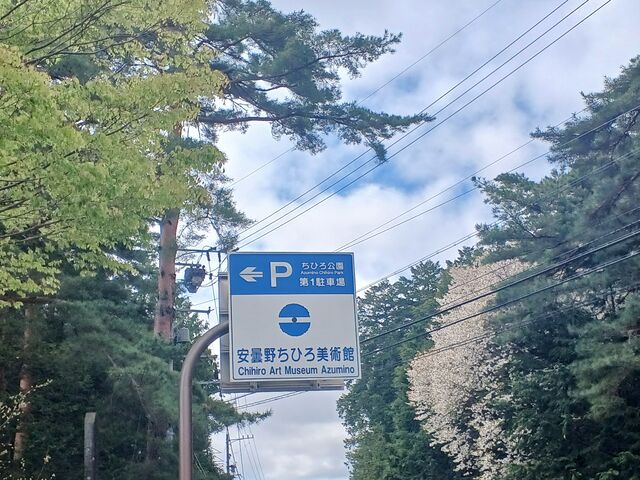 P
ちひろ公園
Azumino Chihiro Park
第1駐車場
安曇野ちひろ美術館
Chihiro Art Museum Azumino